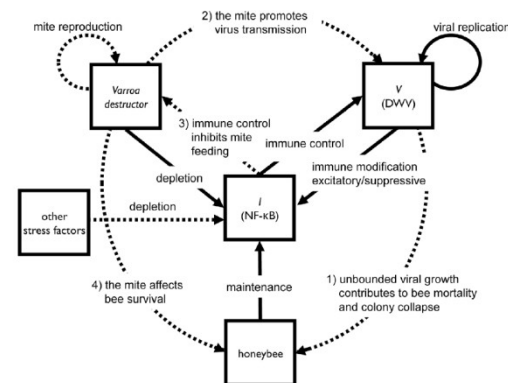 mite reproduction
2) the mite promotes
virus transmission
viral replication
Varroa
destructor
V
(DWV)
3) immune control
inhibits mite
feeding
immune control
depletion
immune modification
excitatory/suppressive
I
(NF-κB)
other
stress factors
depletion
4) the mite affects
bee survival
maintenance
1) unbounded viral growth
contributes to bee mortality
and colony collapse
honeybee